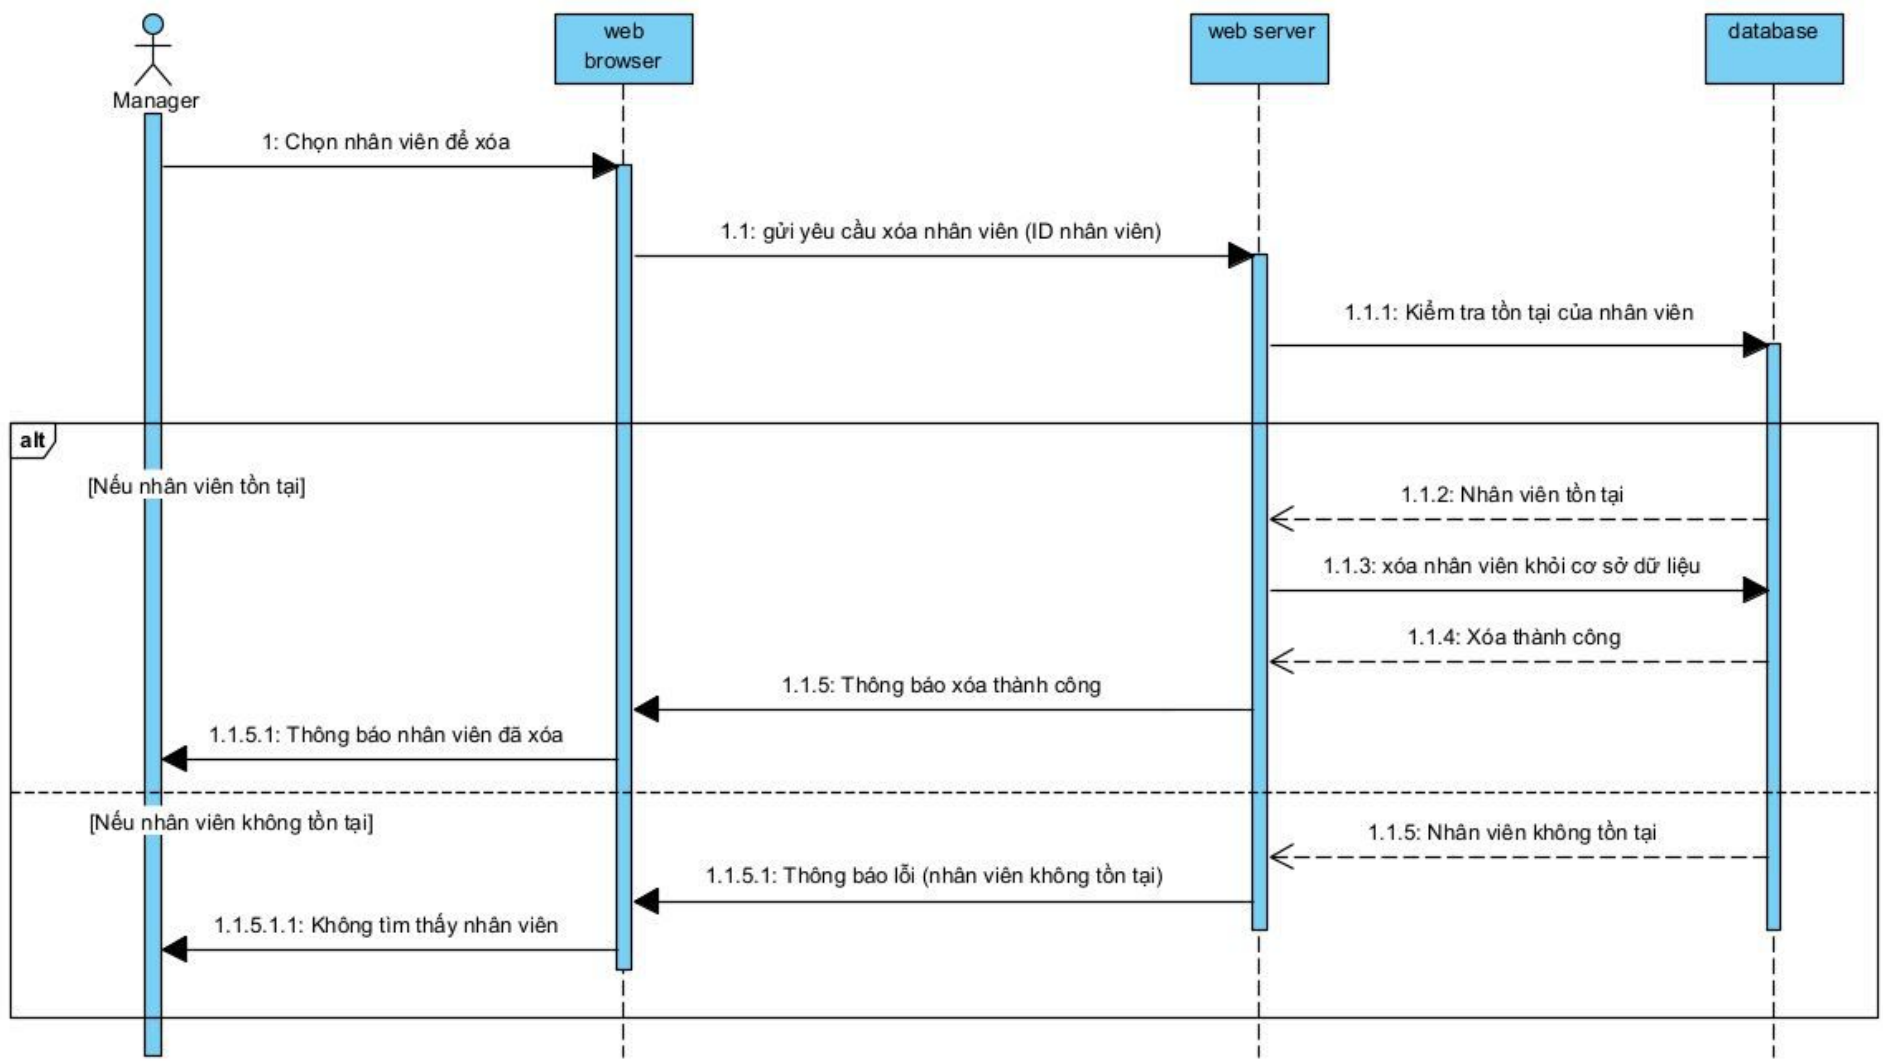 Manager
web
browser
web server
database
1: Chọn nhân viên để xóa
1.1: gửi yêu cầu xóa nhân viên (ID nhân viên)
1.1.1: Kiểm tra tồn tại của nhân viên
alt
[Nếu nhân viên tồn tại]
1.1.2: Nhân viên tồn tại
1.1.3: xóa nhân viên khỏi cơ sở dữ liệu
1.1.4: Xóa thành công
1.1.5: Thông báo xóa thành công
1.1.5.1: Thông báo nhân viên đã xóa
[Nếu nhân viên không tồn tại]
1.1.5: Nhân viên không tồn tại
1.1.5.1: Thông báo lỗi (nhân viên không tồn tại)
1.1.5.1.1: Không tìm thấy nhân viên